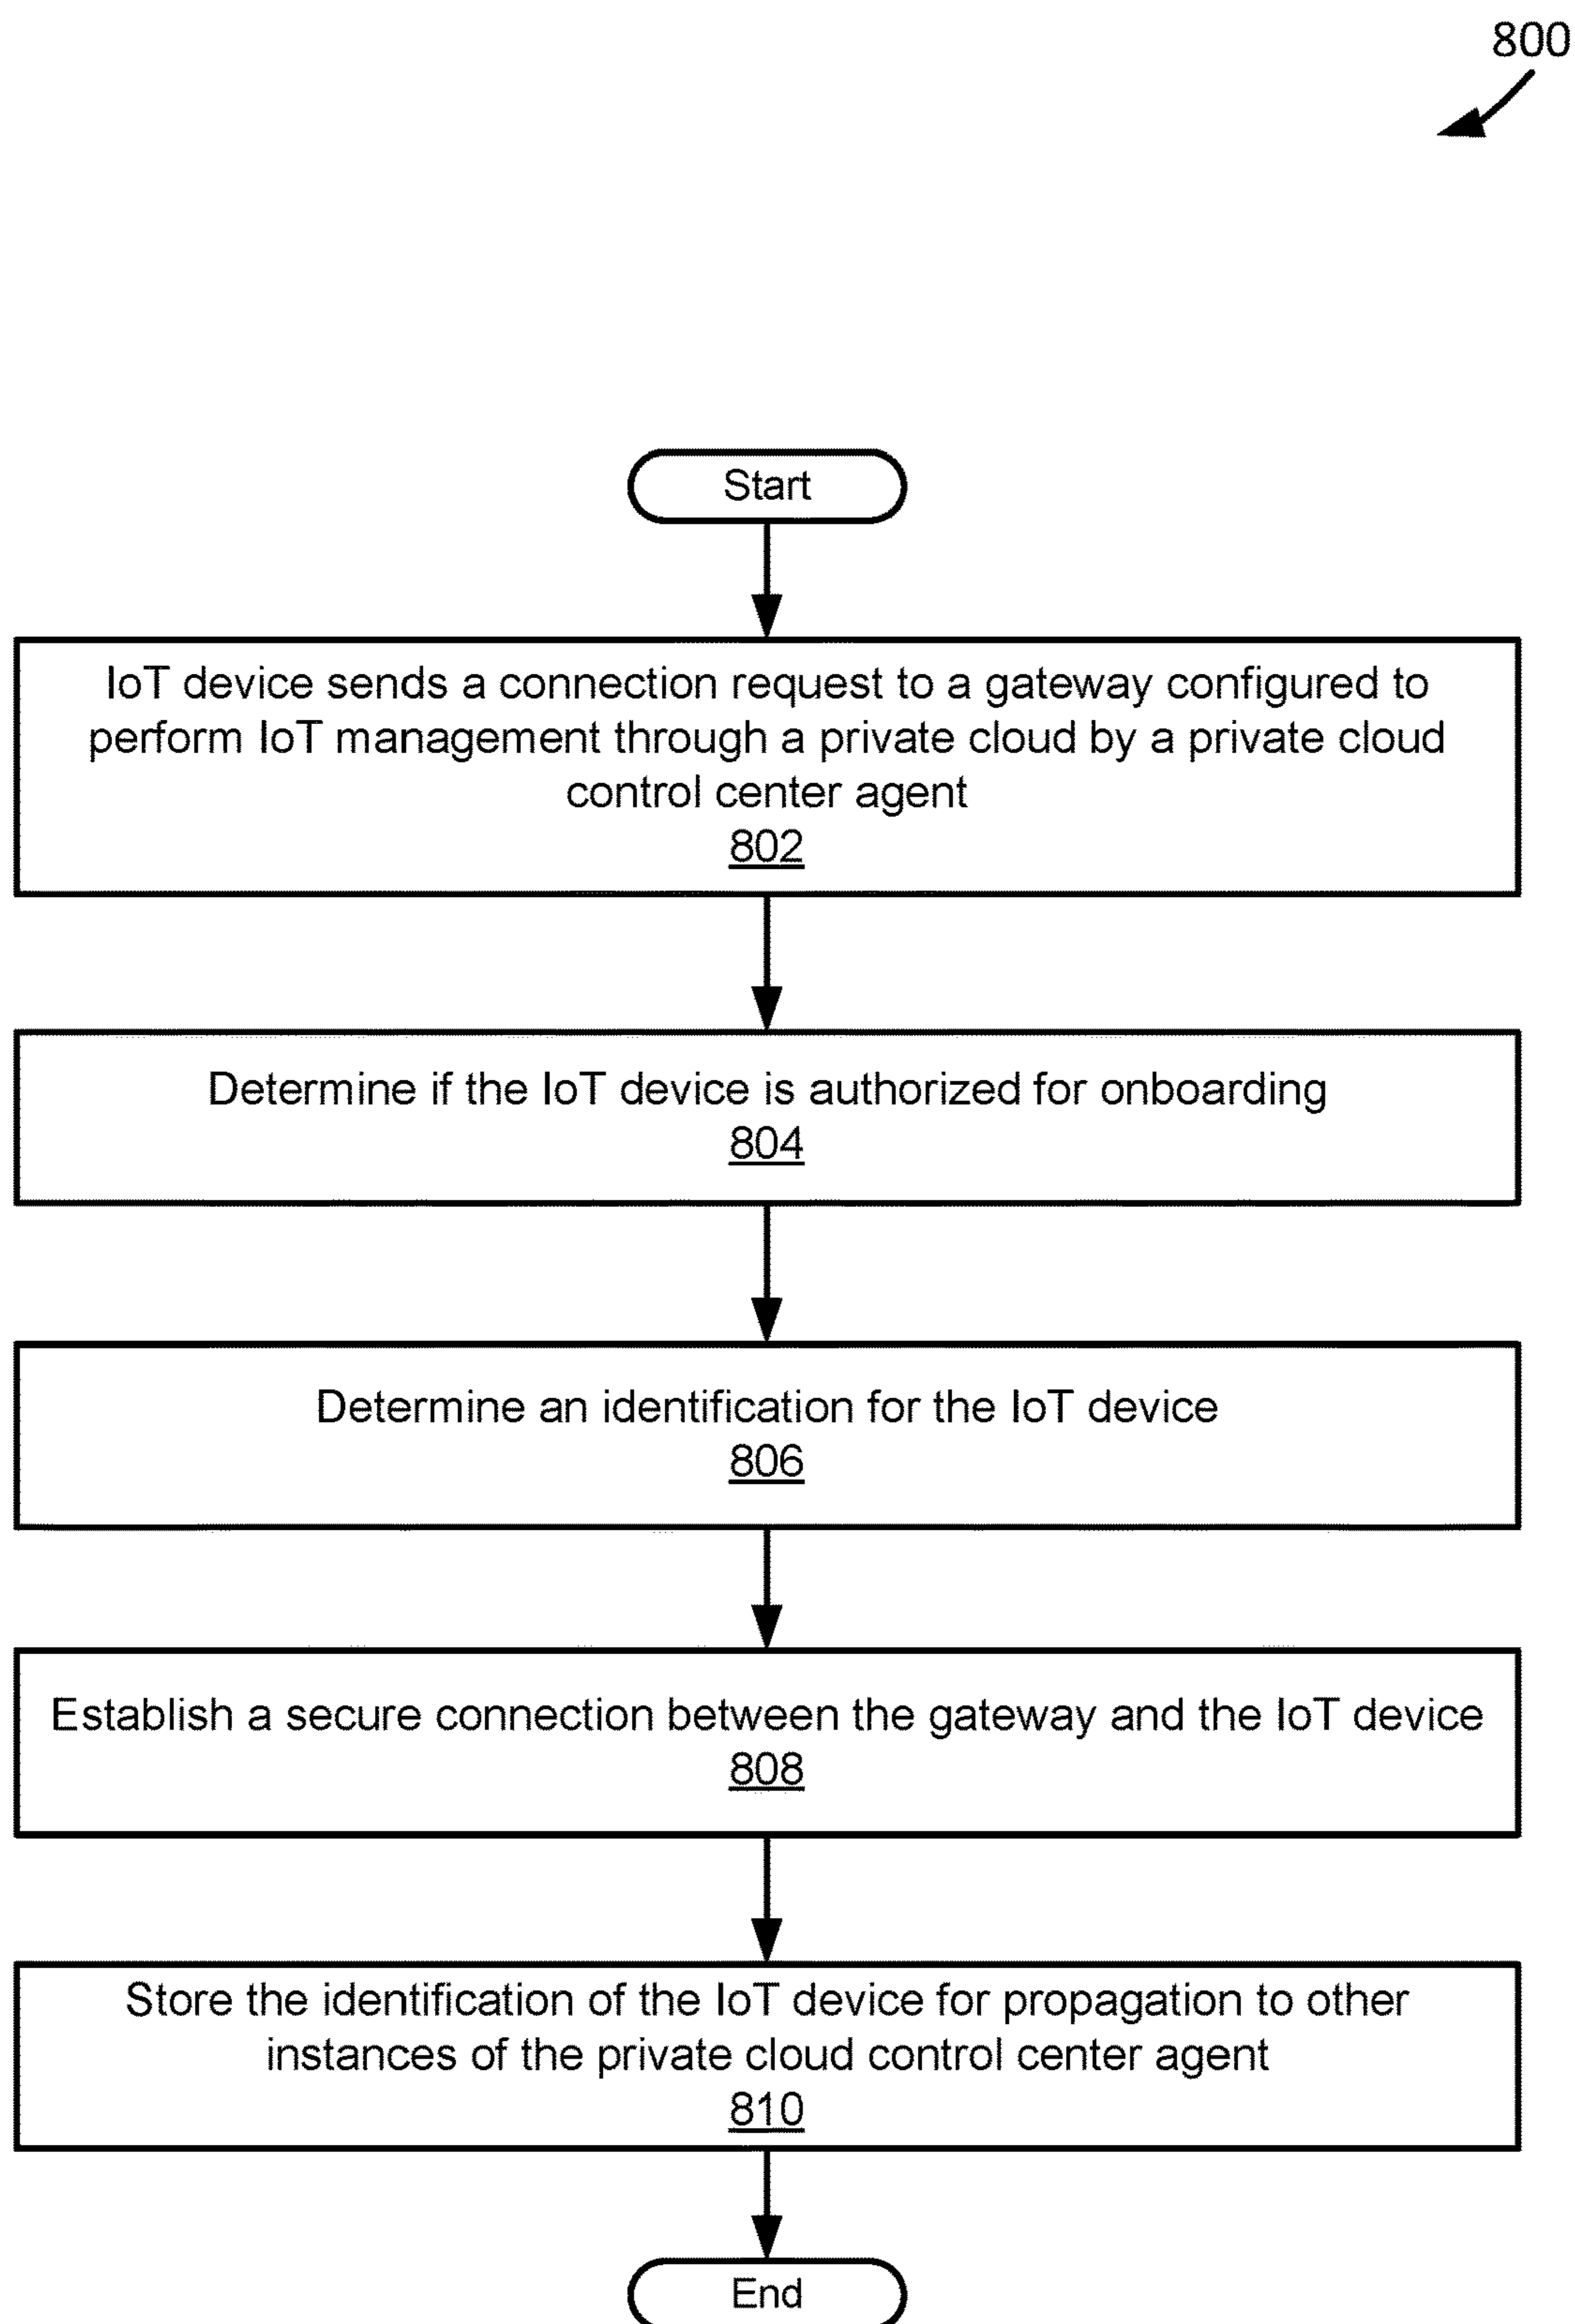 800
Start
IoT device sends a connection request to a gateway configured to
perform IoT management through a private cloud by a private cloud
control center agent
802
Determine if the IoT device is authorized for onboarding
804
Determine an identification for the IoT device
806
Establish a secure connection between the gateway and the IoT device
808
Store the identification of the IoT device for propagation to other
instances of the private cloud control center agent
810
End